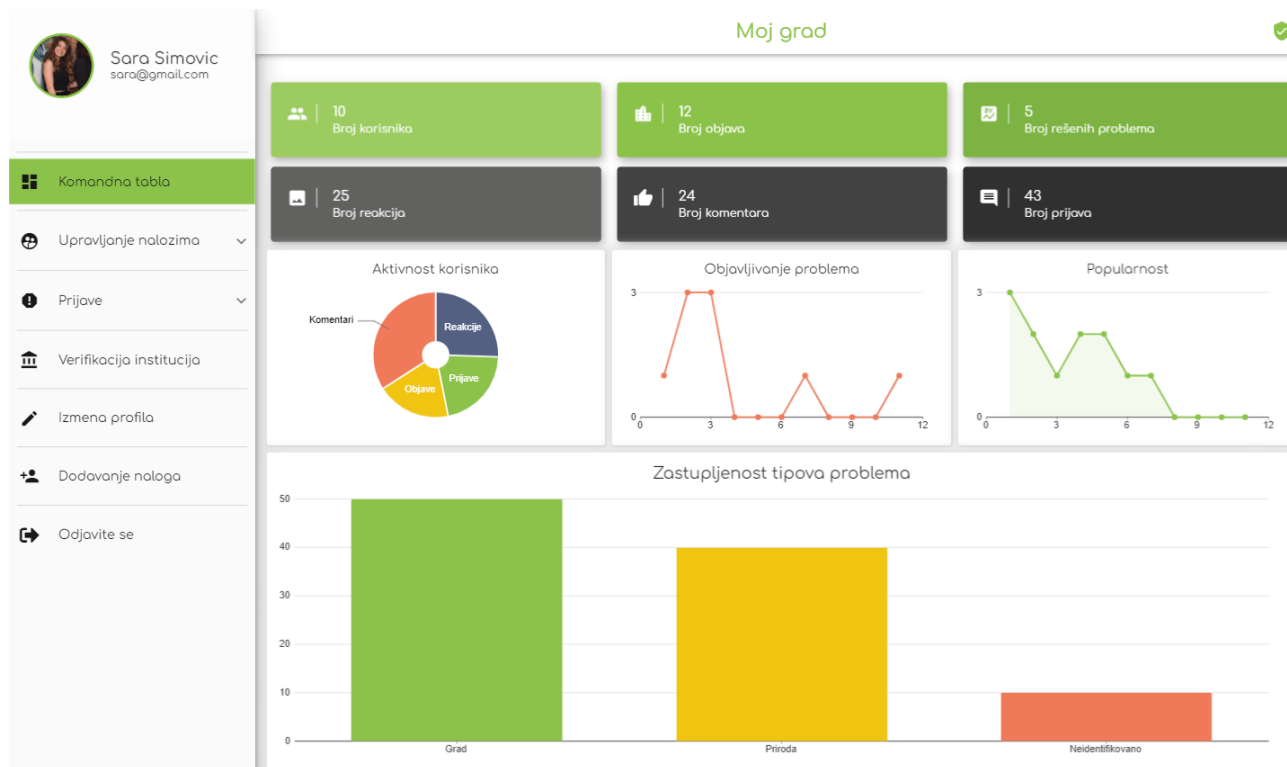 Sara Simovic
sara@gmail.com
Komandna tabla
Upravljanje nalozima
Prijave
Verifikacija institucija
Izmena profila
Dodavanje naloga
Odjavite se
Moj grad
10
Broj korisnika
12
Broj objava
5
Broj rešenih problema
25
Broj reakcija
24
Broj komentara
43
Broj prijava
Aktivnost korisnika
Komentari
Reakcije
Objave
Prijave
Objavljivanje problema
3
0
0 3 6 9 12
Popularnost
3
0
0 3 6 9 12
Zastupljenost tipova problema
50
40
30
20
10
0
Grad Priroda Neidentifikovano